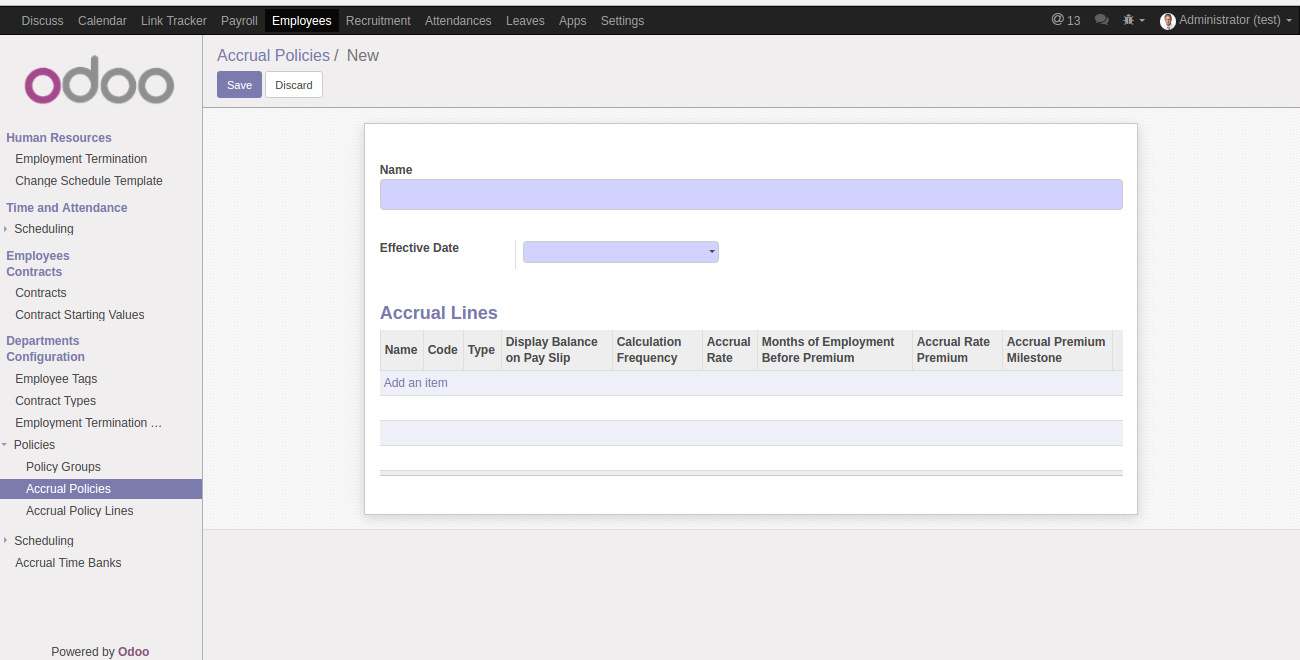 Discuss Calendar Link Tracker Payroll Employees Recruitment Attendances Leaves Apps Settings @ 13 Administrator (test)
odoo
Human Resources
Employment Termination
Change Schedule Template
Time and Attendance
Scheduling
Employees
Contracts
Contracts
Contract Starting Values
Departments
Configuration
Employee Tags
Contract Types
Employment Termination ...
Policies
Policy Groups
Accrual Policies
Accrual Policy Lines
Scheduling
Accrual Time Banks
Powered by Odoo
Accrual Policies / New
Save Discard
Name
Effective Date
Accrual Lines
Name Code Type Display Balance on Pay Slip Calculation Frequency Accrual Rate Months of Employment Before Premium Accrual Rate Premium Accrual Premium Milestone
Add an item